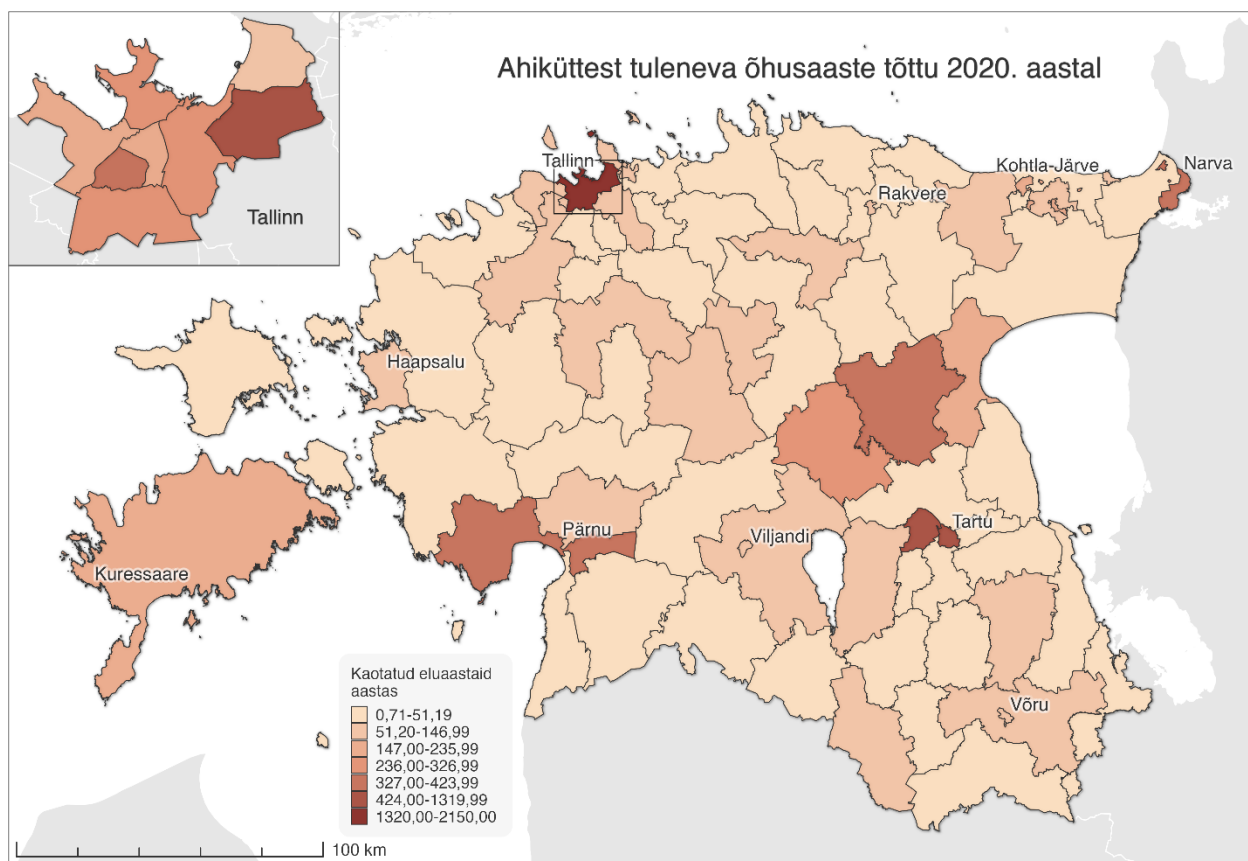 Ahiküttest tuleneva õhusaaste tõttu 2020. aastal
Tallinn
Tallinn
Kohtla-Järve
Narva
Rakvere
Haapsalu
Pärnu
Viljandi
Tartu
Kuressaare
Võru
Kaotatud eluaastaid
aastas
0,71-51,19
51,20-146,99
147,00-235,99
236,00-326,99
327,00-423,99
424,00-1319,99
1320,00-2150,00
100 km